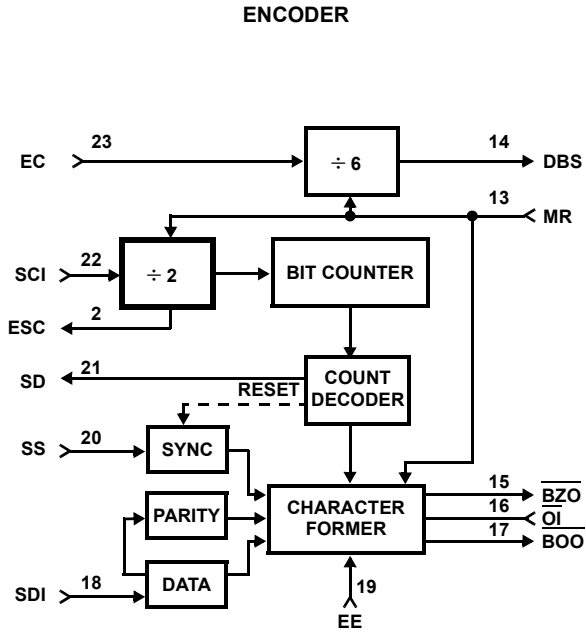 ENCODER
EC
23
÷ 6
14
DBS
13
MR
SCI
22
÷ 2
BIT COUNTER
ESC
2
SD
21
RESET
COUNT
DECODER
SS
20
SYNC
PARITY
CHARACTER
FORMER
15
BZO
16
OI
17
BOO
SDI
18
DATA
19
EE